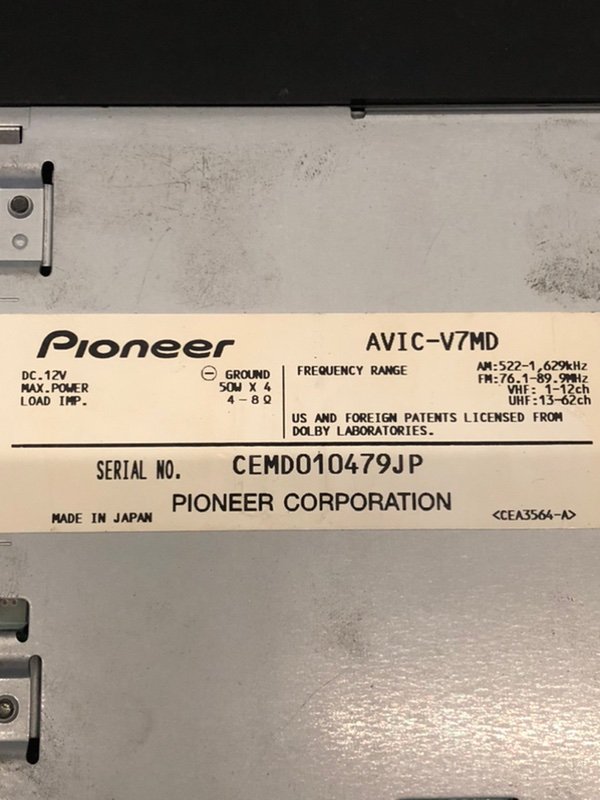 Pioneer
AVIC-V7MD
DC.12V ⊖ GROUND
MAX.POWER 50W X 4
LOAD IMP. 4-8Ω
FREQUENCY RANGE AM:522-1,629kHz
FM:76.1-89.9MHz
VHF: 1-12ch
UHF:13-62ch
US AND FOREIGN PATENTS LICENSED FROM
DOLBY LABORATORIES.
SERIAL NO. CEMD010479JP
PIONEER CORPORATION
MADE IN JAPAN <CEA3564-A>